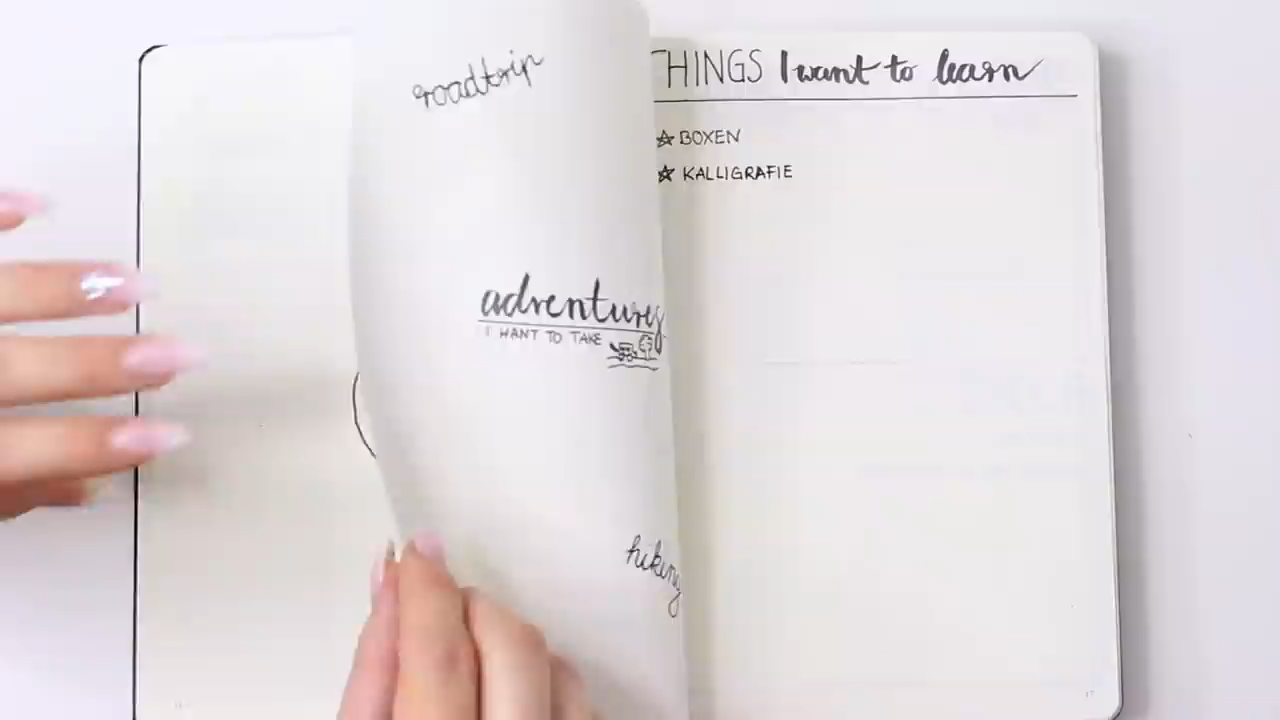 roadtrip
adventures
I WANT TO TAKE
hiking
THINGS I want to learn
☆ BOXEN
☆ KALLIGRAFIE